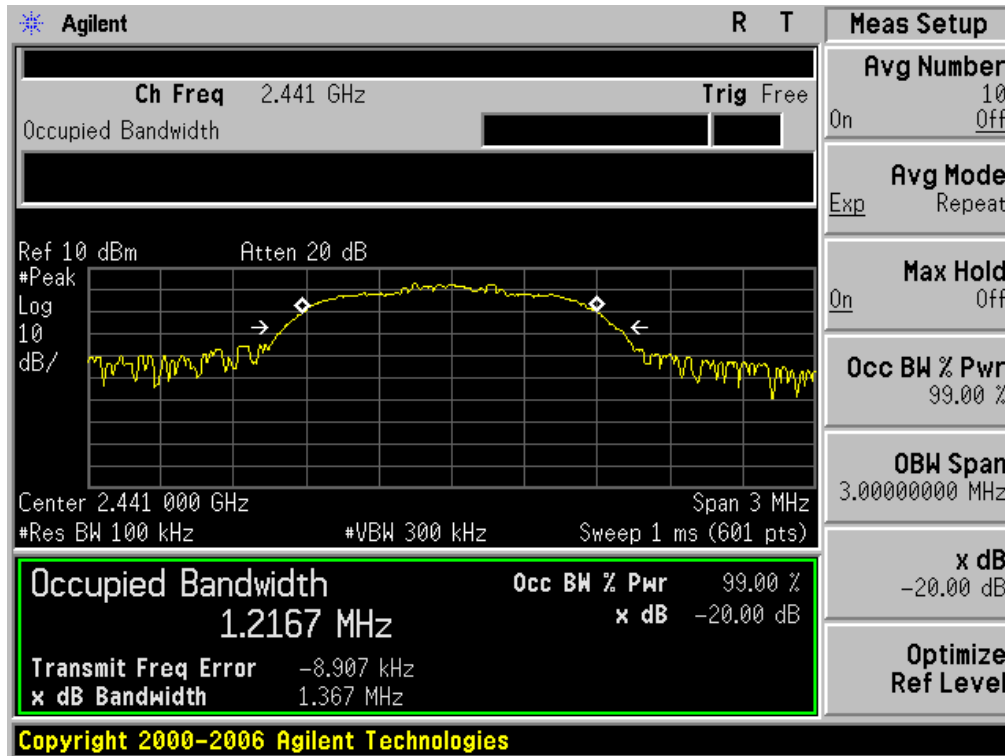 Agilent R T
Ch Freq 2.441 GHz Trig Free
Occupied Bandwidth
Ref 10 dBm Atten 20 dB
#Peak
Log
10
dB/
Center 2.441 000 GHz Span 3 MHz
#Res BW 100 kHz #VBW 300 kHz Sweep 1 ms (601 pts)
Occupied Bandwidth Occ BW % Pwr 99.00 %
1.2167 MHz x dB -20.00 dB
Transmit Freq Error -8.907 kHz
x dB Bandwidth 1.367 MHz
Copyright 2000-2006 Agilent Technologies
Meas Setup
Avg Number
10
On Off
Avg Mode
Exp Repeat
Max Hold
On Off
Occ BW % Pwr
99.00 %
OBW Span
3.00000000 MHz
x dB
-20.00 dB
Optimize
Ref Level